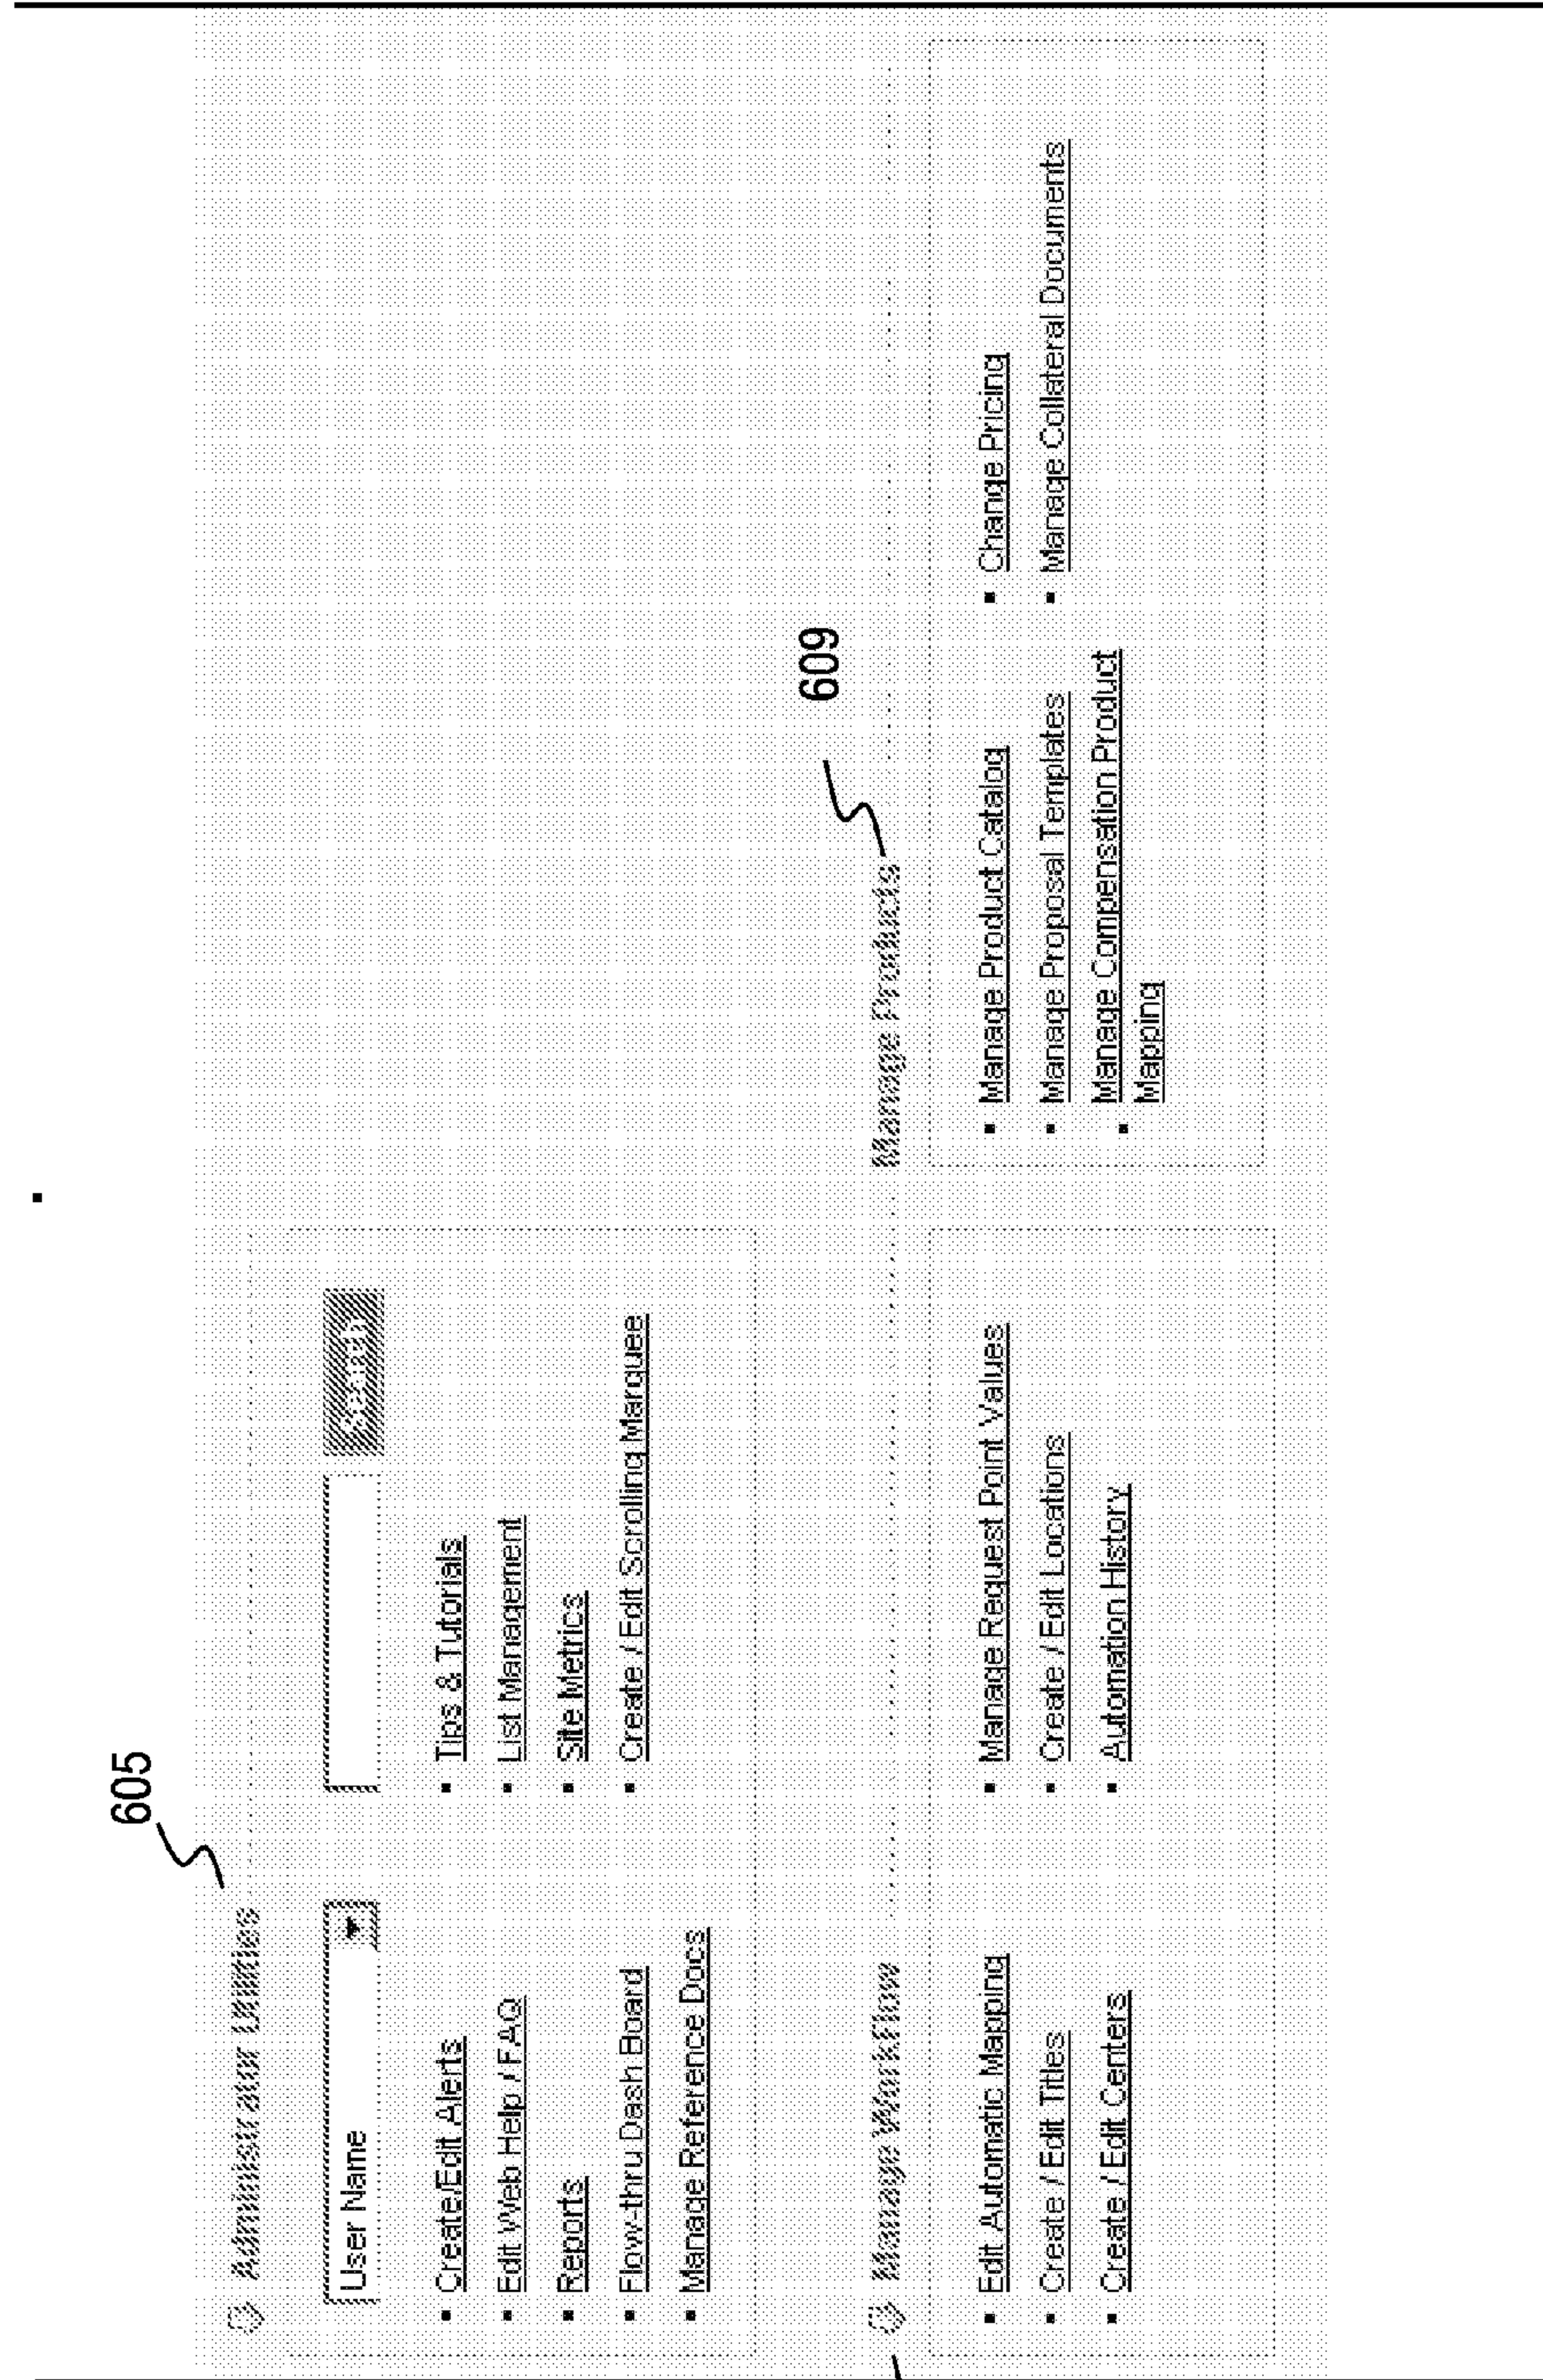 605
Administrator Utilities
User Name
Search
Create/Edit Alerts
Tips & Tutorials
Edit Web Help / FAQ
List Management
Reports
Site Metrics
Flow-thru Dash Board
Create / Edit Scrolling Marquee
Manage Reference Docs
609
Manage WorkFlow
Manage Products
Edit Automatic Mapping
Manage Request Point Values
Create / Edit Titles
Create / Edit Locations
Create / Edit Centers
Automation History
Manage Product Catalog
Change Pricing
Manage Proposal Templates
Manage Collateral Documents
Manage Compensation Product
Mapping